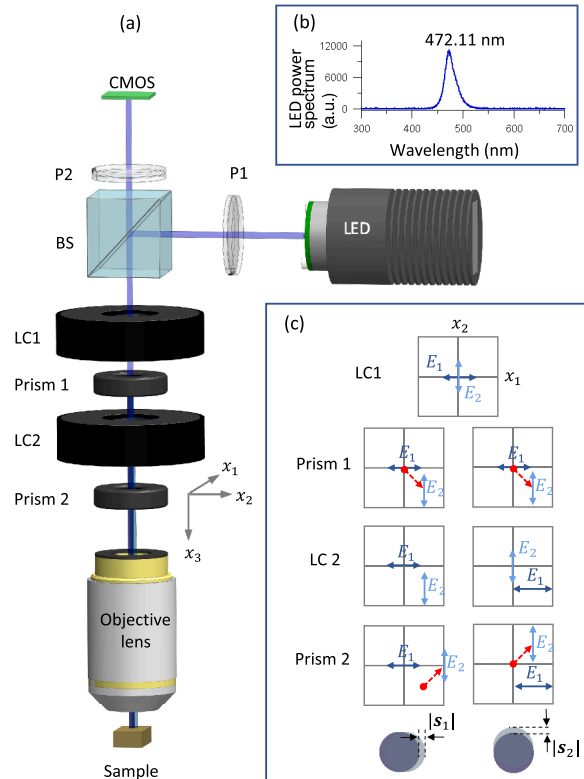 (a)
CMOS
P2
P1
BS
LED
LC1
Prism 1
LC2
Prism 2
x₁
x₂
x₃
Objective
lens
Sample
(b)
472.11 nm
LED power
spectrum
(a.u.)
12000
6000
0
300 400 500 600 700
Wavelength (nm)
(c)
x₂
LC1
E₁
x₁
E₂
Prism 1
E₁
E₂
E₁
E₂
LC 2
E₁
E₂
E₂
E₁
Prism 2
E₁
E₂
E₂
E₁
|s₁|
|s₂|